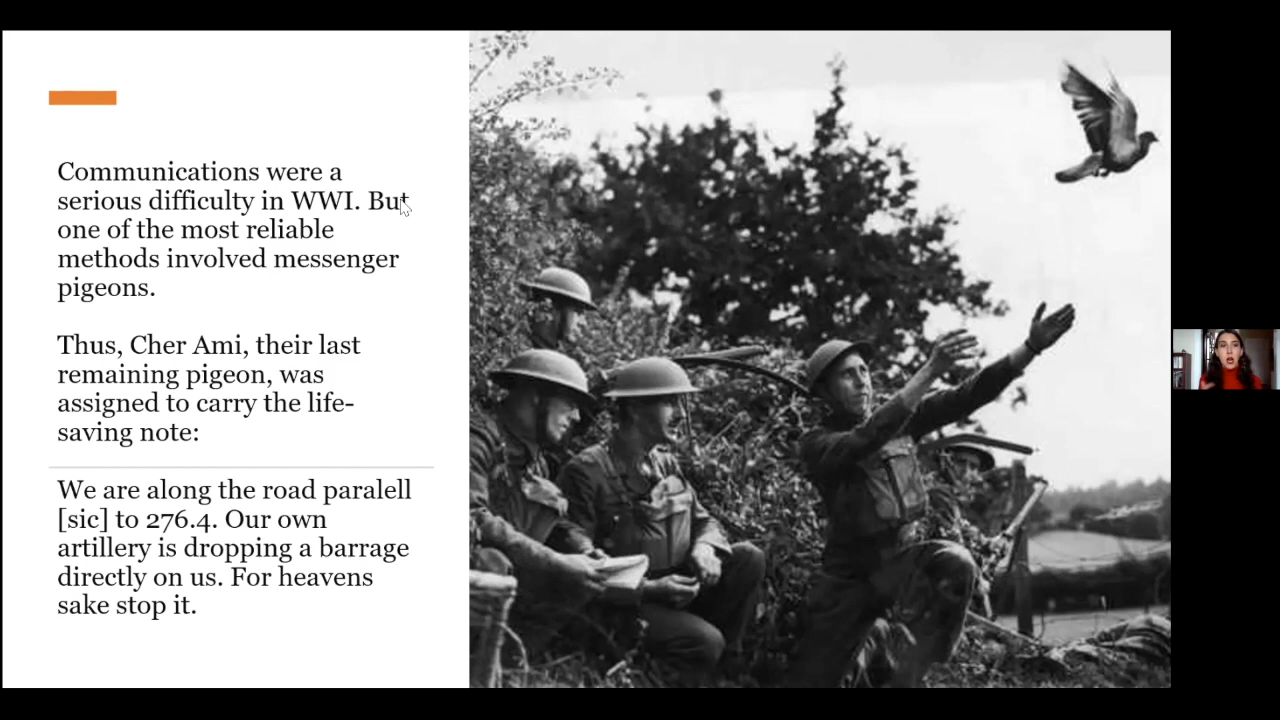 Communications were a
serious difficulty in WWI. But
one of the most reliable
methods involved messenger
pigeons.
Thus, Cher Ami, their last
remaining pigeon, was
assigned to carry the life-
saving note:
We are along the road paralell
[sic] to 276.4. Our own
artillery is dropping a barrage
directly on us. For heavens
sake stop it.